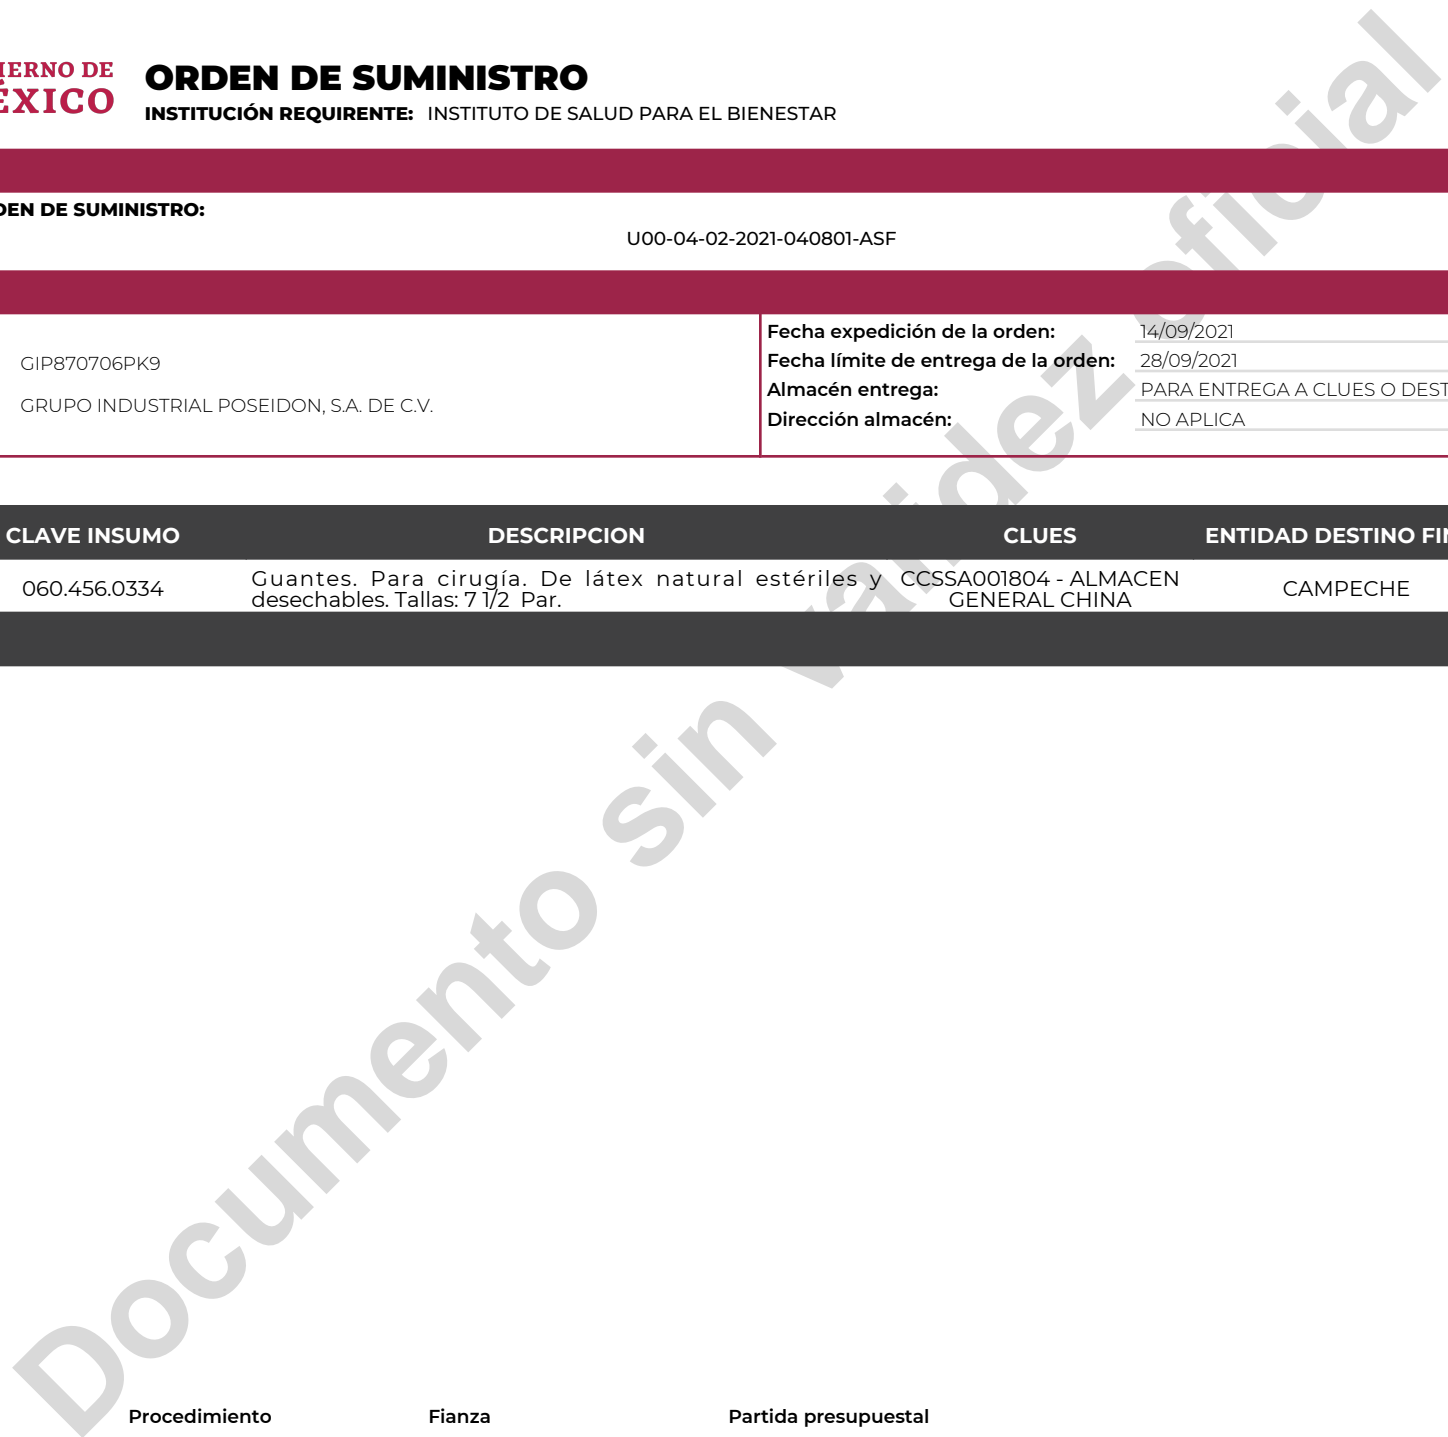 IERNO DE
ÉXICO
ORDEN DE SUMINISTRO
INSTITUCIÓN REQUIRENTE: INSTITUTO DE SALUD PARA EL BIENESTAR
DEN DE SUMINISTRO:
U00-04-02-2021-040801-ASF
GIP870706PK9
GRUPO INDUSTRIAL POSEIDON, S.A. DE C.V.
Fecha expedición de la orden: 14/09/2021
Fecha límite de entrega de la orden: 28/09/2021
Almacén entrega: PARA ENTREGA A CLUES O DEST
Dirección almacén: NO APLICA
CLAVE INSUMO DESCRIPCION CLUES ENTIDAD DESTINO FIN
060.456.0334
Guantes. Para cirugía. De látex natural estériles y
desechables. Tallas: 7 1/2 Par.
CCSSA001804 - ALMACEN
GENERAL CHINA
CAMPECHE
Documento sin validez oficial
Procedimiento Fianza Partida presupuestal